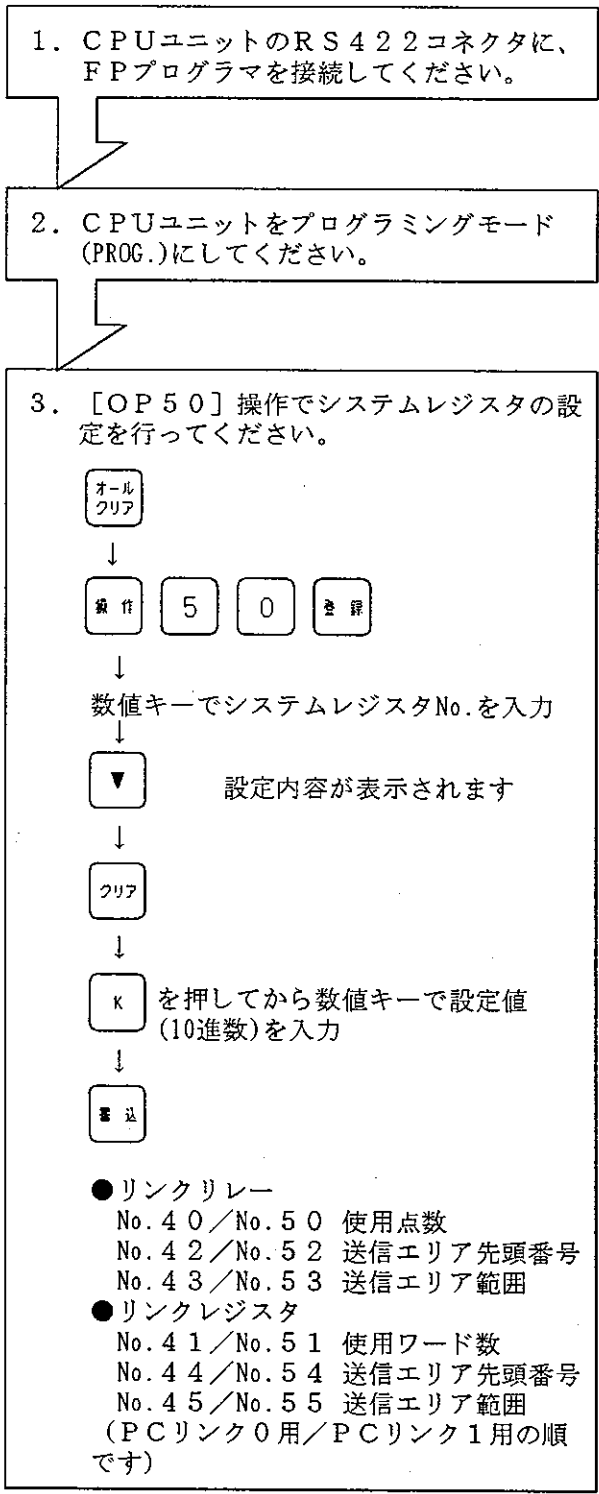 1．ＣＰＵユニットのＲＳ４２２コネクタに、
ＦＰプログラマを接続してください。
2．ＣＰＵユニットをプログラミングモード
(PROG.)にしてください。
3．［ＯＰ５０］操作でシステムレジスタの設
定を行ってください。
オール
クリア
↓
操作 5 0 登録
↓
数値キーでシステムレジスタNo.を入力
↓
▼ 設定内容が表示されます
↓
クリア
↓
K を押してから数値キーで設定値
(10進数)を入力
↓
書込
●リンクリレー
No.４０／No.５０ 使用点数
No.４２／No.５２ 送信エリア先頭番号
No.４３／No.５３ 送信エリア範囲
●リンクレジスタ
No.４１／No.５１ 使用ワード数
No.４４／No.５４ 送信エリア先頭番号
No.４５／No.５５ 送信エリア範囲
（ＰＣリンク０用／ＰＣリンク１用の順
です）